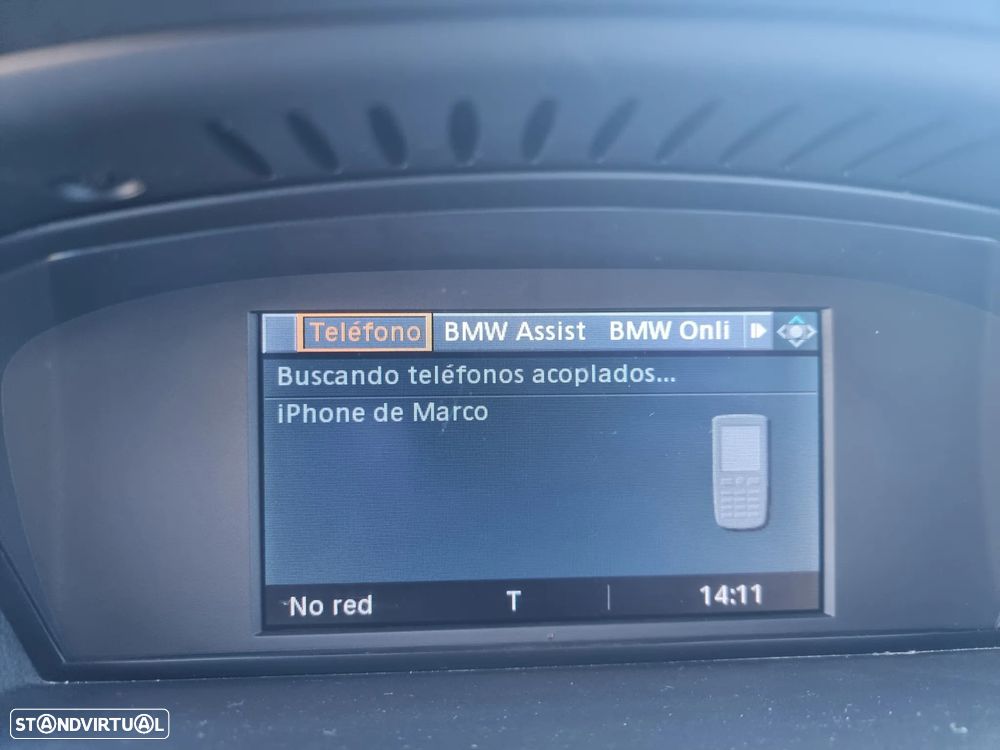 Teléfono BMW Assist BMW Onli
Buscando teléfonos acoplados...
iPhone de Marco
No red T 14:11
STANDVIRTUAL